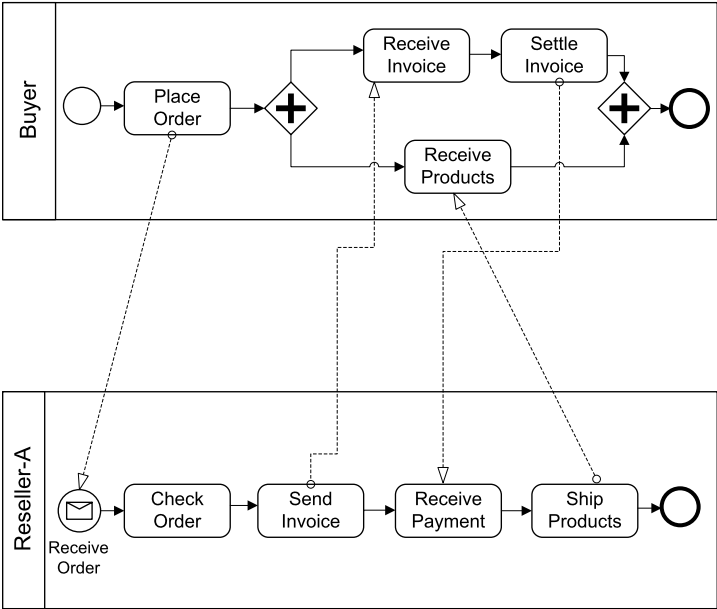 Buyer
Place
Order
Receive
Invoice
Settle
Invoice
Receive
Products
Reseller-A
Receive
Order
Check
Order
Send
Invoice
Receive
Payment
Ship
Products